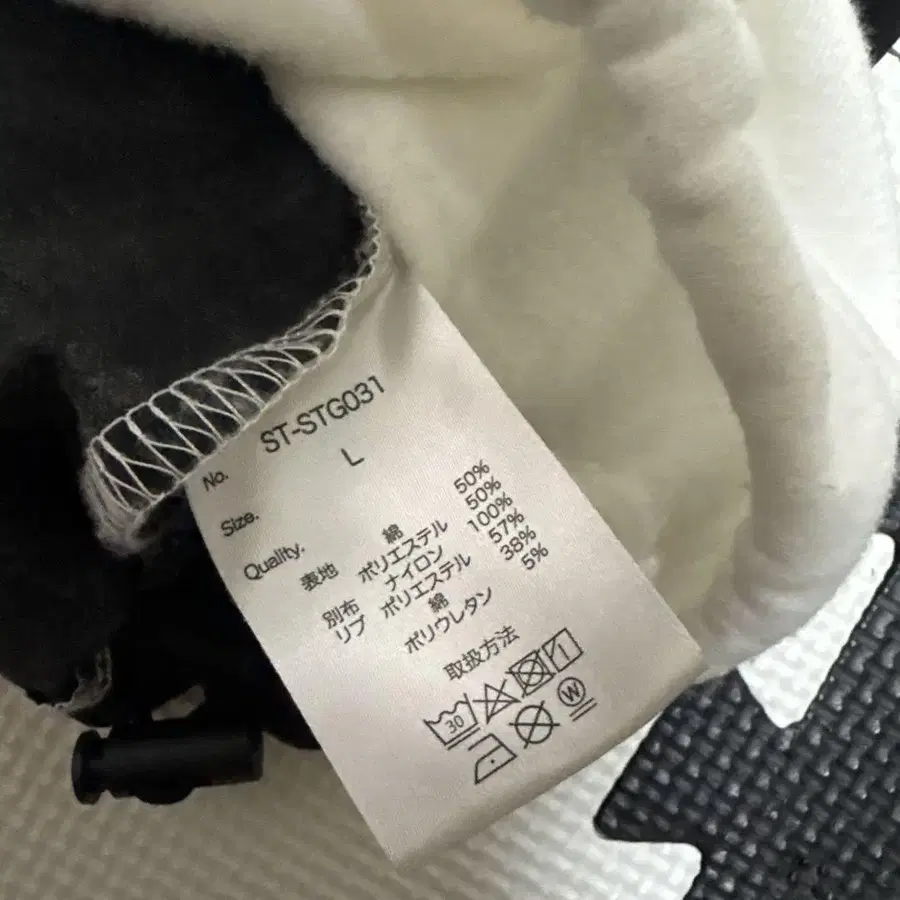 No. ST-STG031
Size. L
Quality.
表地 綿 50%
ポリエステル 50%
別布 ナイロン 100%
リブ ポリエステル 57%
綿 38%
ポリウレタン 5%
取扱方法
30
W